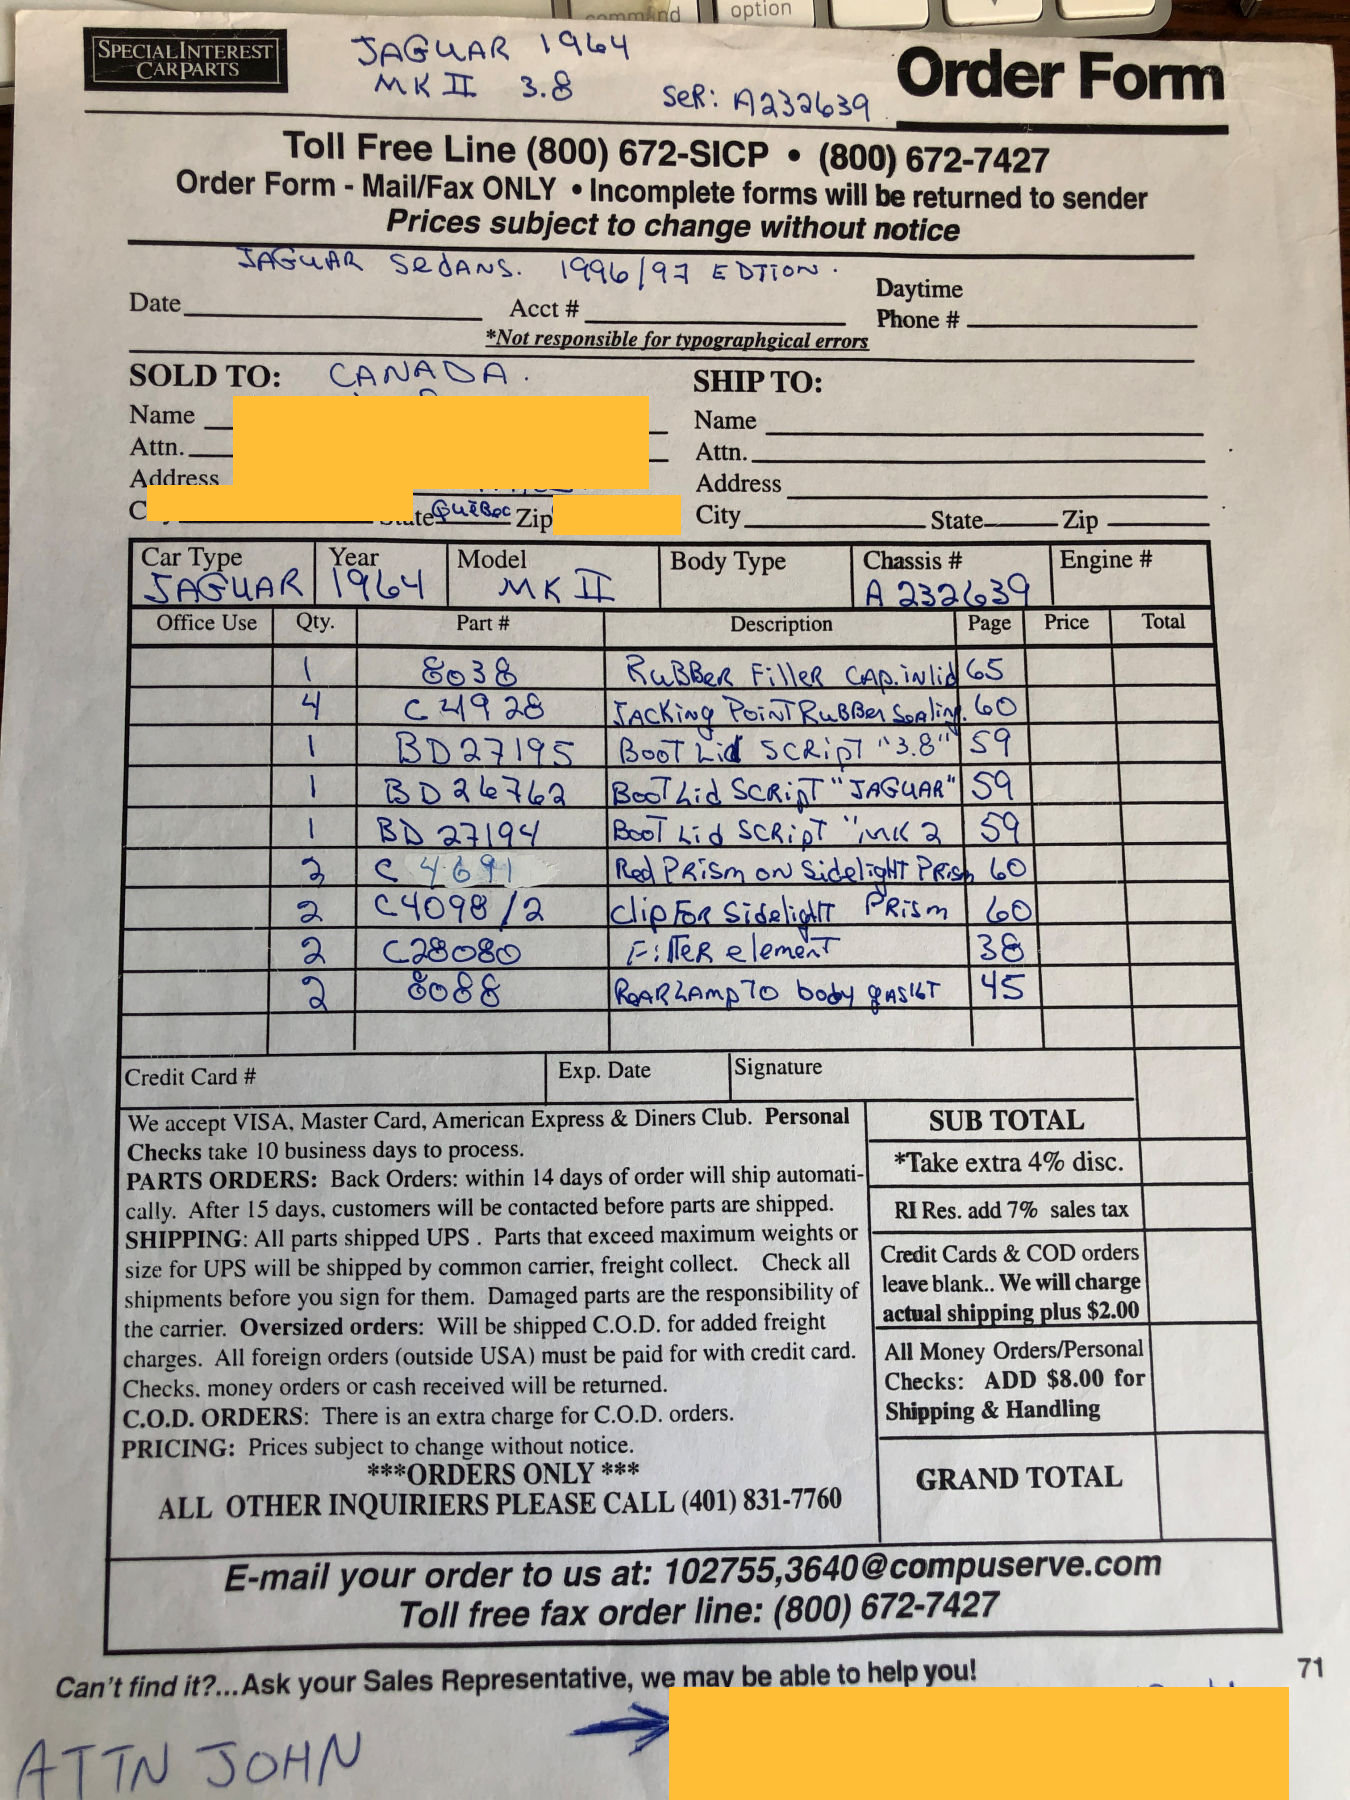 command
option
SPECIAL INTEREST
CAR PARTS
JAGUAR 1964
MK II 3.8
SeR: A232639
Order Form
Toll Free Line (800) 672-SICP • (800) 672-7427
Order Form - Mail/Fax ONLY • Incomplete forms will be returned to sender
Prices subject to change without notice
JAGUAR SedANS. 1996/97 EDTION.
Date
Acct #
Daytime
Phone #
*Not responsible for typographgical errors
SOLD TO: CANADA.
SHIP TO:
Name
Name
Attn.
Attn.
Address
Address
QuéBec Zip
City State Zip
Car Type Year Model Body Type Chassis # Engine #
JAGUAR 1964 MK II A 232639
Office Use Qty. Part # Description Page Price Total
1 8038 RuBBeR FilleR CAP.inlid 65
4 C4928 JAcking PoinT RuBBer Sealing. 60
1 BD27195 BooT Lid SCRipT "3.8" 59
1 BD26762 BooT Lid SCRipT "JAGUAR" 59
1 BD 27194 BooT Lid SCRipT "MK 2 59
2 C 4691 Red PRism on SideligHT PRism 60
2 C4098/2 Clip FoR SideligHT PRism 60
2 C28080 FilTeR elemenT 38
2 8088 ReaR LAmp To body gASkeT 45
Credit Card #
Exp. Date
Signature
We accept VISA, Master Card, American Express & Diners Club. Personal
Checks take 10 business days to process.
PARTS ORDERS: Back Orders: within 14 days of order will ship automati-
cally. After 15 days, customers will be contacted before parts are shipped.
SHIPPING: All parts shipped UPS . Parts that exceed maximum weights or
size for UPS will be shipped by common carrier, freight collect. Check all
shipments before you sign for them. Damaged parts are the responsibility of
the carrier. Oversized orders: Will be shipped C.O.D. for added freight
charges. All foreign orders (outside USA) must be paid for with credit card.
Checks, money orders or cash received will be returned.
C.O.D. ORDERS: There is an extra charge for C.O.D. orders.
PRICING: Prices subject to change without notice.
***ORDERS ONLY ***
ALL OTHER INQUIRIERS PLEASE CALL (401) 831-7760
SUB TOTAL
*Take extra 4% disc.
RI Res. add 7% sales tax
Credit Cards & COD orders
leave blank.. We will charge
actual shipping plus $2.00
All Money Orders/Personal
Checks: ADD $8.00 for
Shipping & Handling
GRAND TOTAL
E-mail your order to us at: 102755,3640@compuserve.com
Toll free fax order line: (800) 672-7427
Can't find it?...Ask your Sales Representative, we may be able to help you!
71
ATTN JOHN